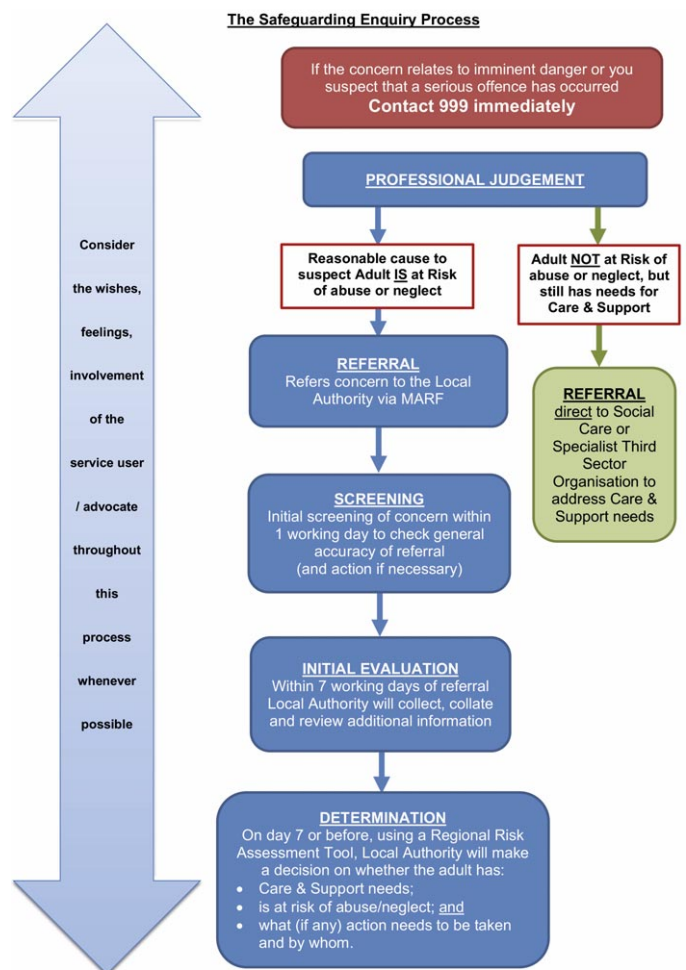 The Safeguarding Enquiry Process
If the concern relates to imminent danger or you
suspect that a serious offence has occurred
Contact 999 immediately
PROFESSIONAL JUDGEMENT
Reasonable cause to
suspect Adult IS at Risk
of abuse or neglect
Adult NOT at Risk of
abuse or neglect, but
still has needs for
Care & Support
REFERRAL
Refers concern to the Local
Authority via MARF
REFERRAL
direct to Social
Care or
Specialist Third
Sector
Organisation to
address Care &
Support needs
SCREENING
Initial screening of concern within
1 working day to check general
accuracy of referral
(and action if necessary)
INITIAL EVALUATION
Within 7 working days of referral
Local Authority will collect, collate
and review additional information
DETERMINATION
On day 7 or before, using a Regional Risk
Assessment Tool, Local Authority will make
a decision on whether the adult has:
• Care & Support needs;
• is at risk of abuse/neglect; and
• what (if any) action needs to be taken
and by whom.
Consider
the wishes,
feelings,
involvement
of the
service user
/ advocate
throughout
this
process
whenever
possible